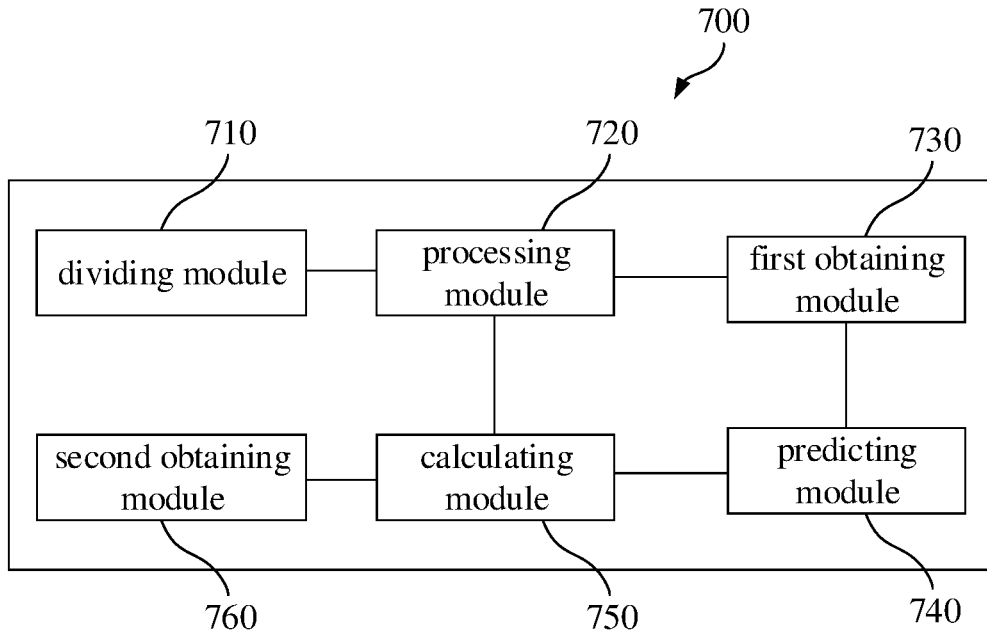 700
710
720
730
dividing module
processing
module
first obtaining
module
second obtaining
module
calculating
module
predicting
module
760
750
740